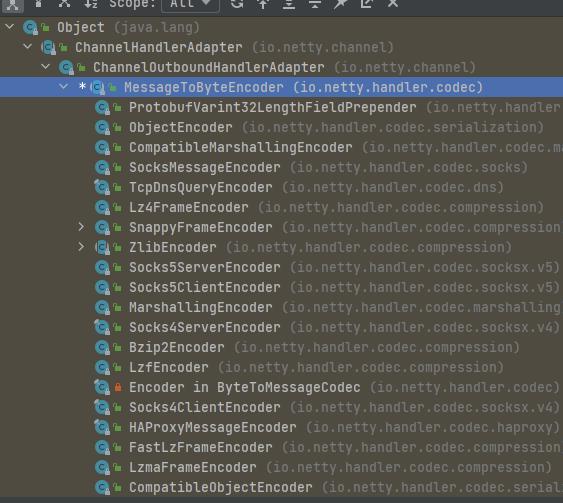 Scope: All
Object (java.lang)
ChannelHandlerAdapter (io.netty.channel)
ChannelOutboundHandlerAdapter (io.netty.channel)
* MessageToByteEncoder (io.netty.handler.codec)
ProtobufVarint32LengthFieldPrepender (io.netty.handler
ObjectEncoder (io.netty.handler.codec.serialization)
CompatibleMarshallingEncoder (io.netty.handler.codec.ma
SocksMessageEncoder (io.netty.handler.codec.socks)
TcpDnsQueryEncoder (io.netty.handler.codec.dns)
Lz4FrameEncoder (io.netty.handler.codec.compression)
SnappyFrameEncoder (io.netty.handler.codec.compression
ZlibEncoder (io.netty.handler.codec.compression)
Socks5ServerEncoder (io.netty.handler.codec.socksx.v5)
Socks5ClientEncoder (io.netty.handler.codec.socksx.v5)
MarshallingEncoder (io.netty.handler.codec.marshalling
Socks4ServerEncoder (io.netty.handler.codec.socksx.v4)
Bzip2Encoder (io.netty.handler.codec.compression)
LzfEncoder (io.netty.handler.codec.compression)
Encoder in ByteToMessageCodec (io.netty.handler.codec)
Socks4ClientEncoder (io.netty.handler.codec.socksx.v4)
HAProxyMessageEncoder (io.netty.handler.codec.haproxy)
FastLzFrameEncoder (io.netty.handler.codec.compression
LzmaFrameEncoder (io.netty.handler.codec.compression)
CompatibleObjectEncoder (io.netty.handler.codec.serial